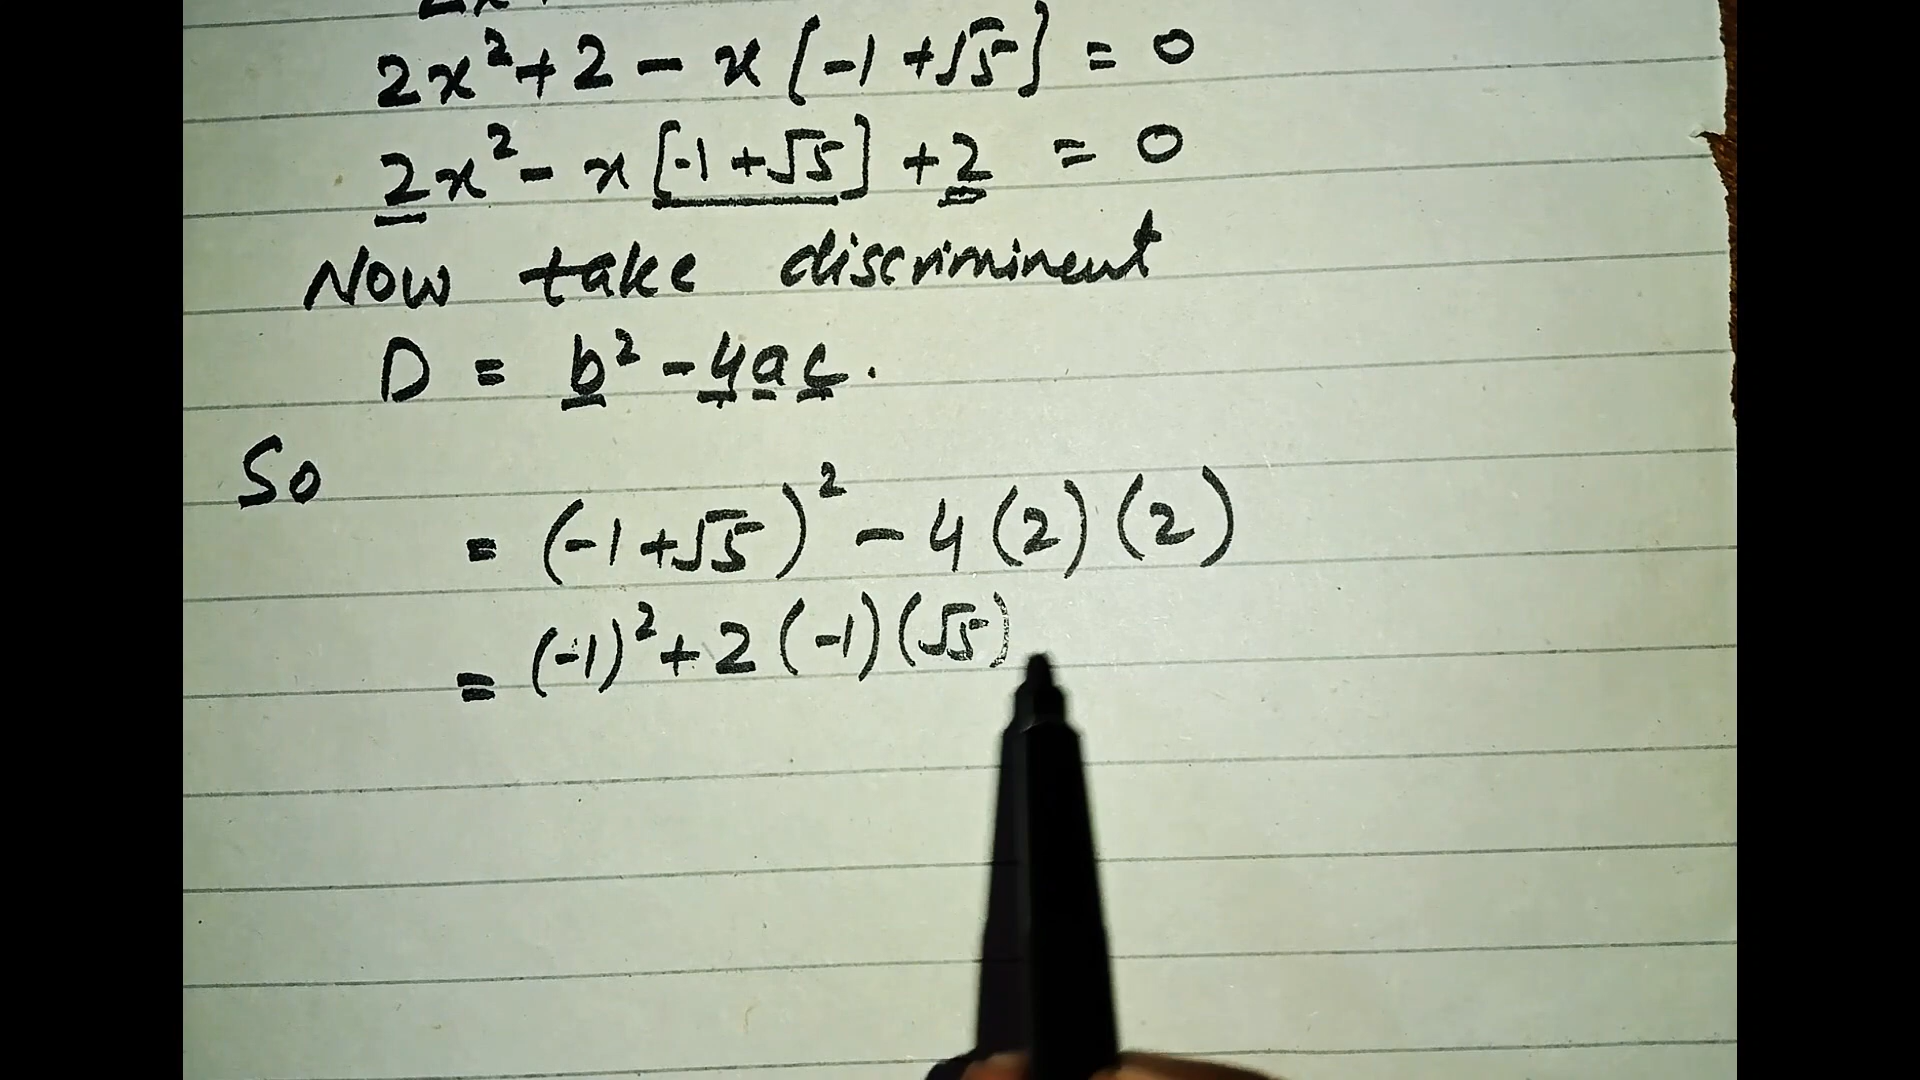 2x² + 2 - x [-1 + √5] = 0
2x² - x [-1 + √5] + 2 = 0
Now take discriminent
D = b² - 4ac.
So
= (-1 + √5)² - 4 (2) (2)
= (-1)² + 2 (-1) (√5)